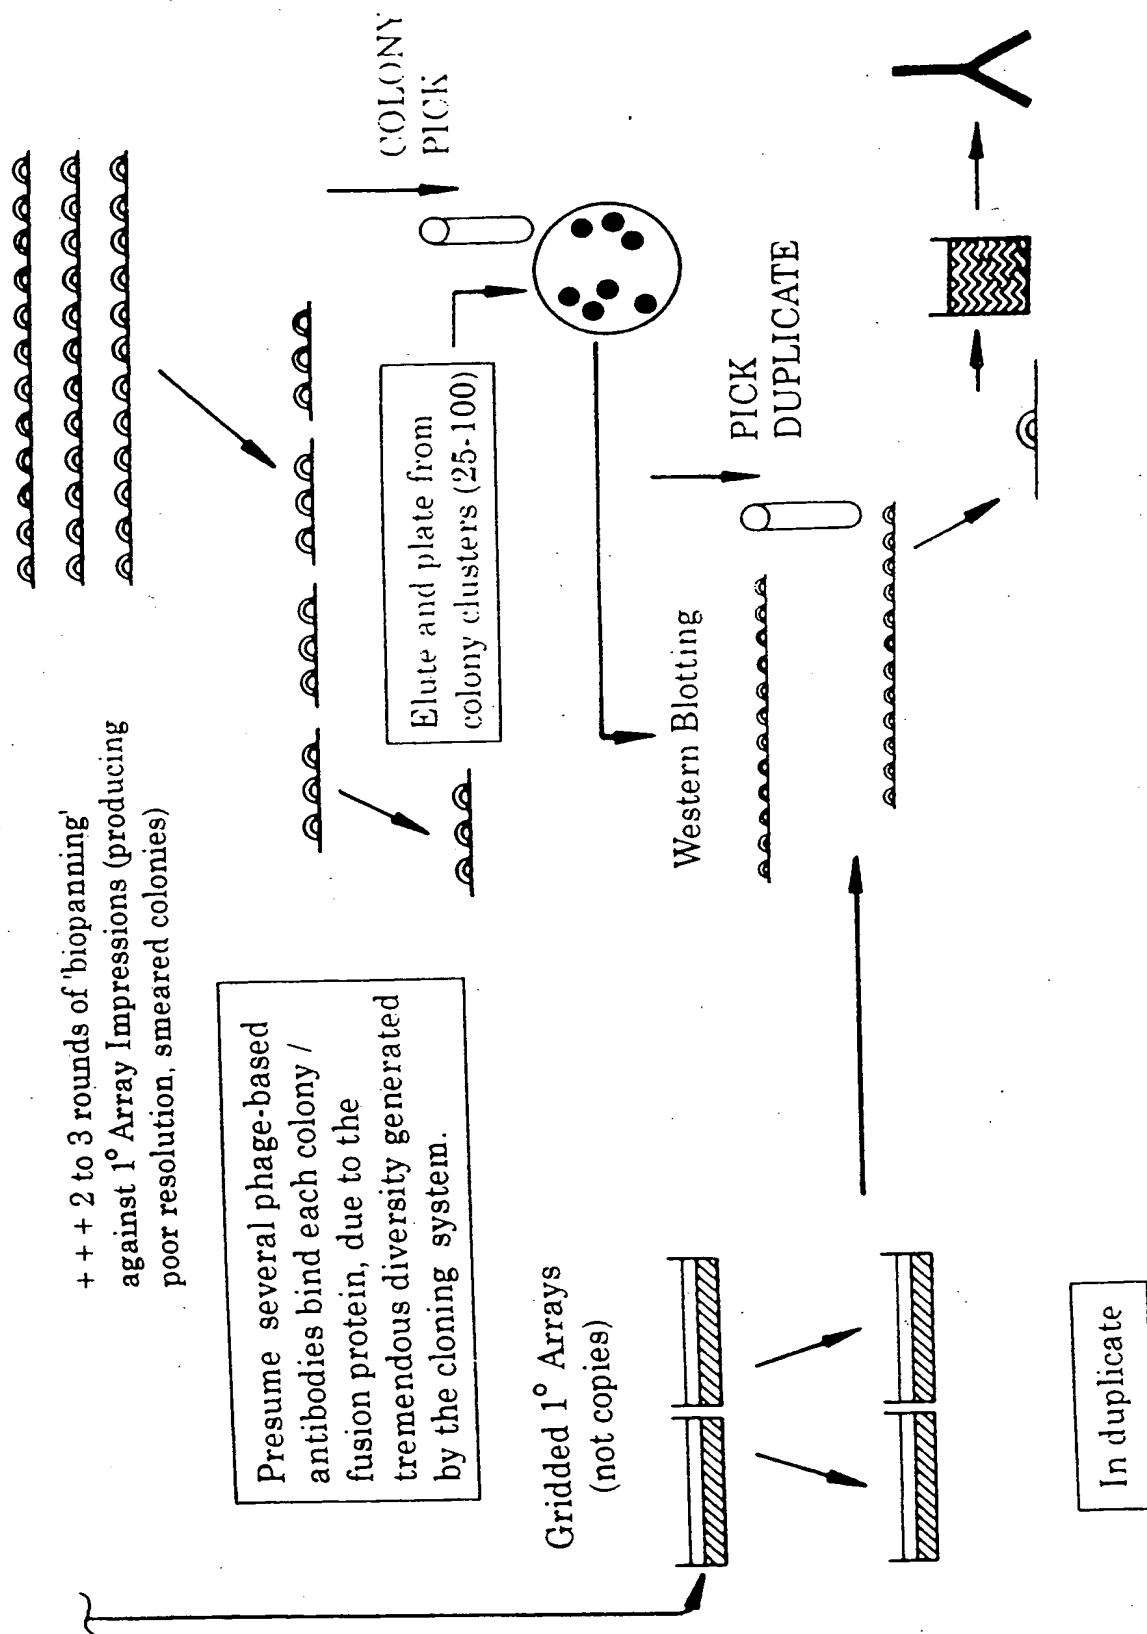 + + + 2 to 3 rounds of 'biopanning'
against 1° Array Impressions (producing
poor resolution, smeared colonies)
Presume several phage-based
antibodies bind each colony /
fusion protein, due to the
tremendous diversity generated
by the cloning system.
COLONY
PICK
Elute and plate from
colony clusters (25-100)
Gridded 1° Arrays
(not copies)
Western Blotting
PICK
DUPLICATE
In duplicate